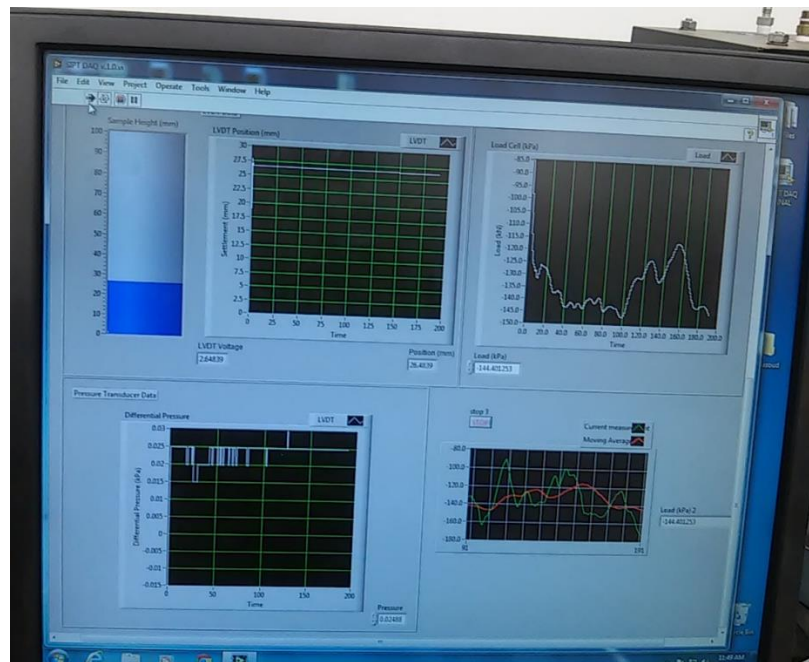 SIPT DAQ v.1.0.vi
File Edit View Project Operate Tools Window Help
Sample Height (mm)
100
90
80
70
60
50
40
30
20
10
0
LVDT Position (mm)
LVDT
30
27.5
25
22.5
20
17.5
15
12.5
10
7.5
5
2.5
0
Settlement (mm)
0 25 50 75 100 125 150 175 200
Time
LVDT Voltage
2.64839
Position (mm)
26.4839
Load Cell (kPa)
Load
-85.0
-90.0
-95.0
-100.0
-105.0
-110.0
-115.0
-120.0
-125.0
-130.0
-135.0
-140.0
-145.0
-150.0
Load (kN)
0.0 20.0 40.0 60.0 80.0 100.0 120.0 140.0 160.0 180.0 200.0
Time
Load (kPa)
-144.401253
Pressure Transducer Data
Differential Pressure
LVDT
0.03
0.025
0.02
0.015
0.01
0.005
0
-0.005
-0.01
-0.015
Differential Pressure (kPa)
0 50 100 150 200
Time
Pressure
0.02488
stop 3
STOP
Current measure
Moving Average
-80.0
-100.0
-120.0
-140.0
-160.0
-180.0
91 191
Load (kPa) 2
-144.401253
11:48 AM